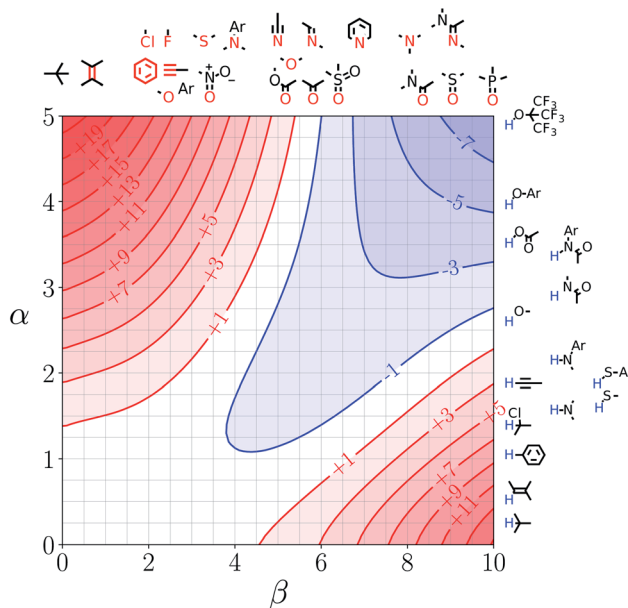 Cl F S Ar N N N N N N N
O
Ar O N+ O− O O O O S O N O S O P O
5
4
3
2
1
0
α
0 2 4 6 8 10
β
+19
+17
+15
+13
+11
+9
+7
+5
+3
+1
-1
-3
-5
-7
+1
+3
+5
+7
+9
+11
H O CF3 CF3 CF3
H O-Ar
H O O
Ar H N O
H N O
H O-
H-N Ar
H
H S-A
H S-
H-N
Cl H
H
H
H